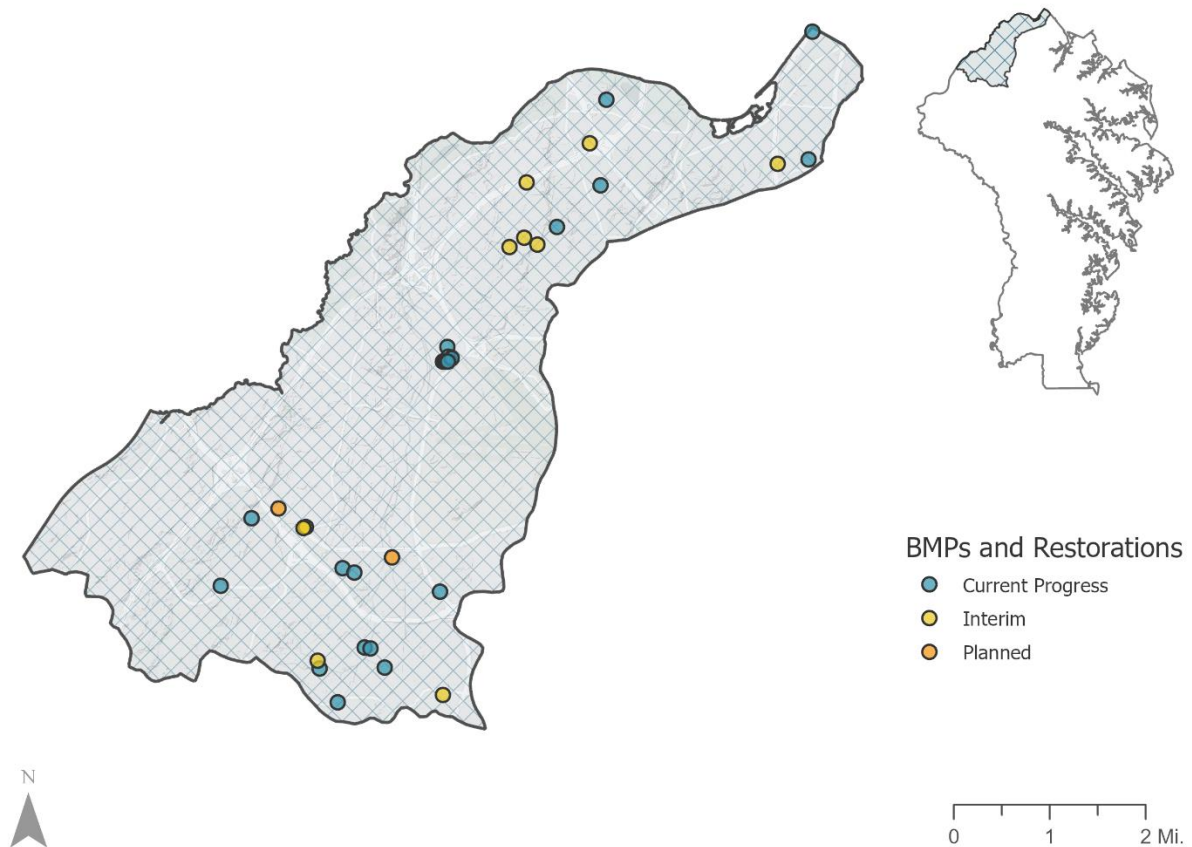 BMPs and Restorations
Current Progress
Interim
Planned
N
0 1 2 Mi.